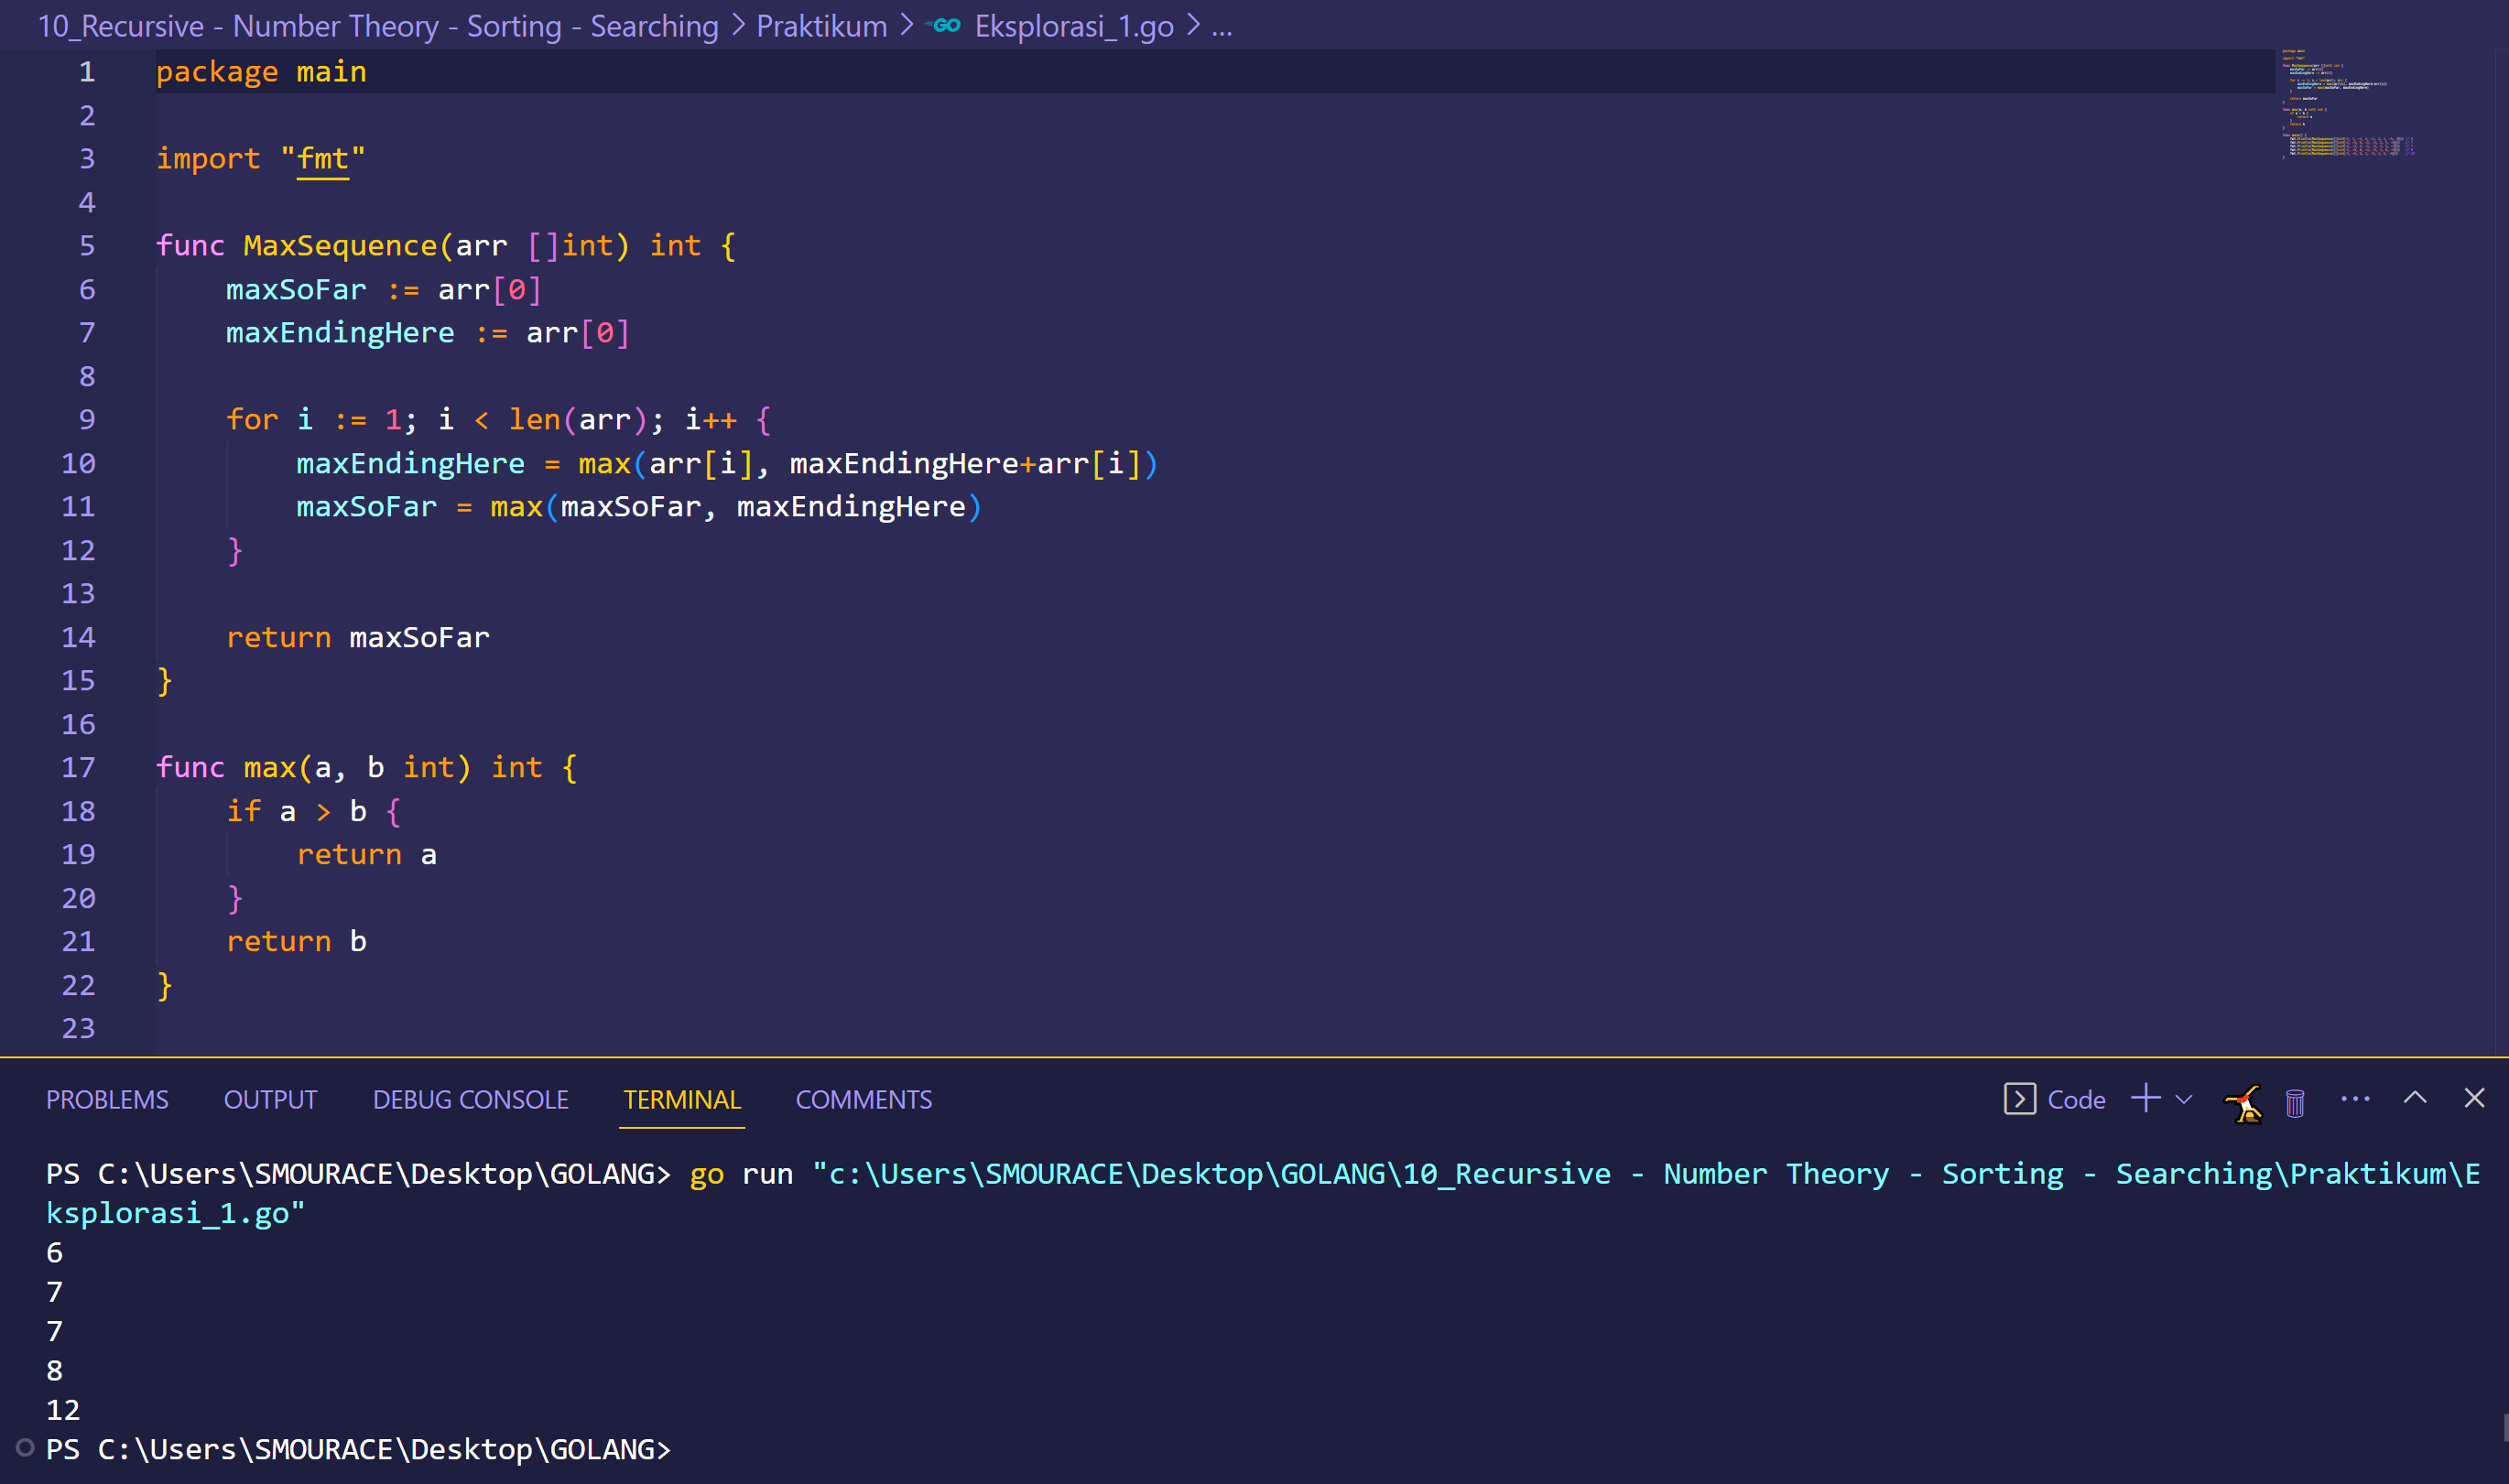 10_Recursive - Number Theory - Sorting - Searching > Praktikum > GO Eksplorasi_1.go > ...
1 package main
2
3 import "fmt"
4
5 func MaxSequence(arr []int) int {
6 maxSoFar := arr[0]
7 maxEndingHere := arr[0]
8
9 for i := 1; i < len(arr); i++ {
10 maxEndingHere = max(arr[i], maxEndingHere+arr[i])
11 maxSoFar = max(maxSoFar, maxEndingHere)
12 }
13
14 return maxSoFar
15 }
16
17 func max(a, b int) int {
18 if a > b {
19 return a
20 }
21 return b
22 }
23
PROBLEMS OUTPUT DEBUG CONSOLE TERMINAL COMMENTS Code
PS C:\Users\SMOURACE\Desktop\GOLANG> go run "c:\Users\SMOURACE\Desktop\GOLANG\10_Recursive - Number Theory - Sorting - Searching\Praktikum\E
ksplorasi_1.go"
6
7
7
8
12
PS C:\Users\SMOURACE\Desktop\GOLANG>